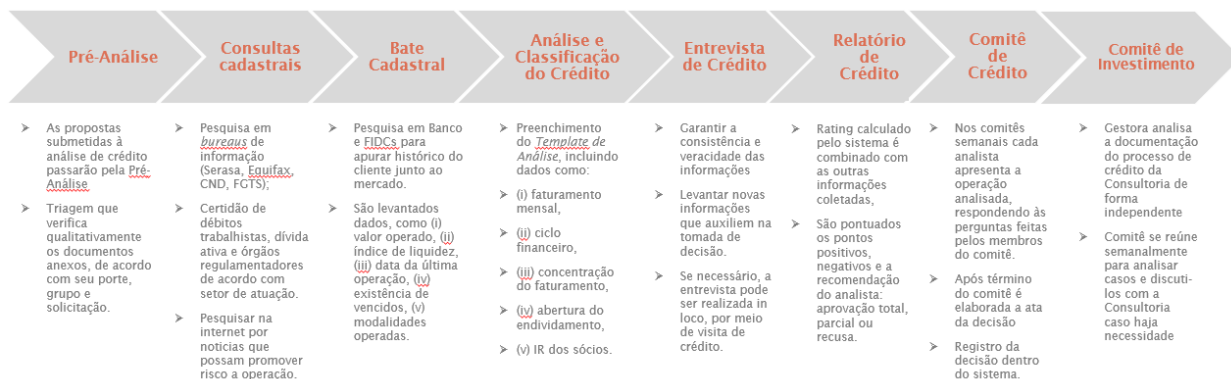 Pré-Análise
Consultas
cadastrais
Bate
Cadastral
Análise e
Classificação
do Crédito
Entrevista
de Crédito
Relatório
de
Crédito
Comitê
de
Crédito
Comitê de
Investimento
As propostas
submetidas à
análise de crédito
passarão pela Pré-
Análise
Triagem que
verifica
qualitativamente
os documentos
anexos, de acordo
com seu porte,
grupo e
solicitação.
Pesquisa em
bureaus de
informação
(Serasa, Equifax,
CND, FGTS);
Certidão de
débitos
trabalhistas, dívida
ativa e órgãos
regulamentadores
de acordo com
setor de atuação.
Pesquisar na
internet por
noticias que
possam promover
risco a operação.
Pesquisa em Banco
e FIDCs para
apurar histórico do
cliente junto ao
mercado.
São levantados
dados, como (i)
valor operado, (ii)
índice de liquidez,
(iii) data da última
operação, (iv)
existência de
vencidos, (v)
modalidades
operadas.
Preenchimento
do Template de
Análise, incluindo
dados como:
(i) faturamento
mensal,
(ii) ciclo
financeiro,
(iii) concentração
do faturamento,
(iv) abertura do
endividamento,
(v) IR dos sócios.
Garantir a
consistência e
veracidade das
informações
Levantar novas
informações
que auxiliem na
tomada de
decisão.
Se necessário, a
entrevista pode
ser realizada in
loco, por meio
de visita de
crédito.
Rating calculado
pelo sistema é
combinado com
as outras
informações
coletadas,
São pontuados
os pontos
positivos,
negativos e a
recomendação
do analista:
aprovação total,
parcial ou
recusa.
Nos comitês
semanais cada
analista
apresenta a
operação
analisada,
respondendo às
perguntas feitas
pelos membros
do comitê.
Após término
do comitê é
elaborada a ata
da decisão
Registro da
decisão dentro
do sistema.
Gestora analisa
a documentação
do processo de
crédito da
Consultoria de
forma
independente
Comitê se reúne
semanalmente
para analisar
casos e discuti-
los com a
Consultoria
caso haja
necessidade